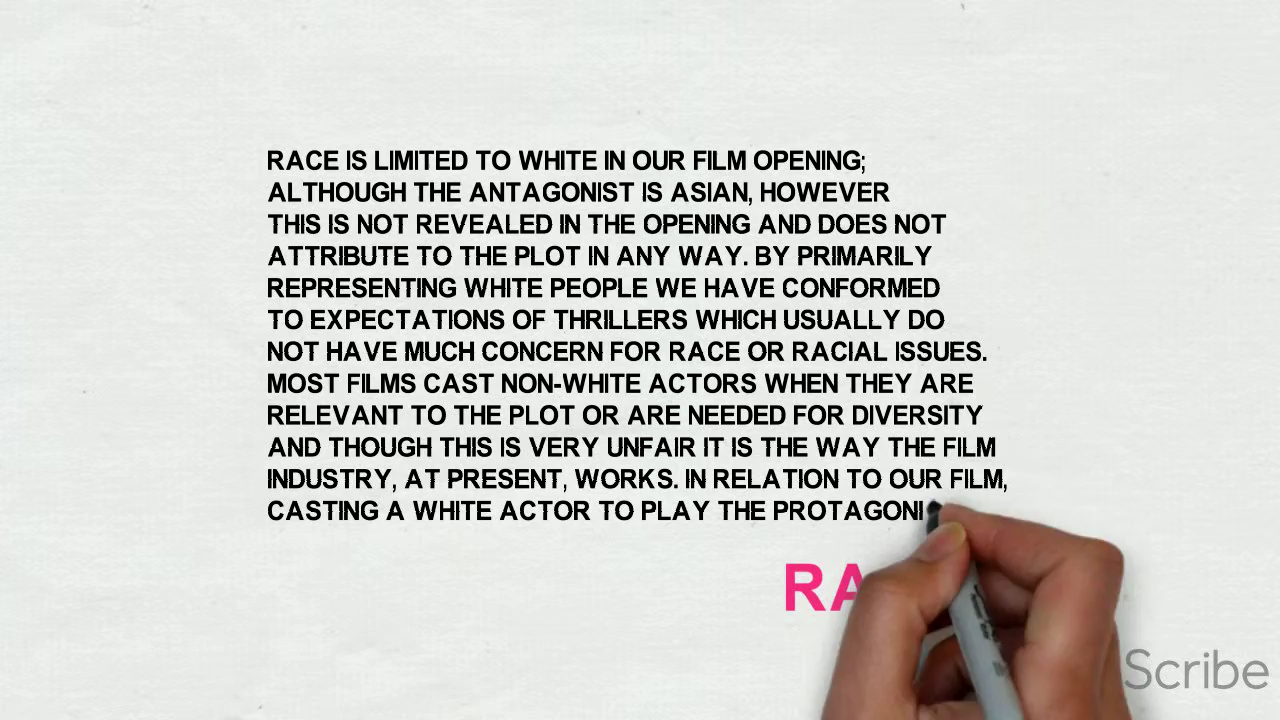 RACE IS LIMITED TO WHITE IN OUR FILM OPENING;
ALTHOUGH THE ANTAGONIST IS ASIAN, HOWEVER
THIS IS NOT REVEALED IN THE OPENING AND DOES NOT
ATTRIBUTE TO THE PLOT IN ANY WAY. BY PRIMARILY
REPRESENTING WHITE PEOPLE WE HAVE CONFORMED
TO EXPECTATIONS OF THRILLERS WHICH USUALLY DO
NOT HAVE MUCH CONCERN FOR RACE OR RACIAL ISSUES.
MOST FILMS CAST NON-WHITE ACTORS WHEN THEY ARE
RELEVANT TO THE PLOT OR ARE NEEDED FOR DIVERSITY
AND THOUGH THIS IS VERY UNFAIR IT IS THE WAY THE FILM
INDUSTRY, AT PRESENT, WORKS. IN RELATION TO OUR FILM,
CASTING A WHITE ACTOR TO PLAY THE PROTAGONI
RA
Scribe